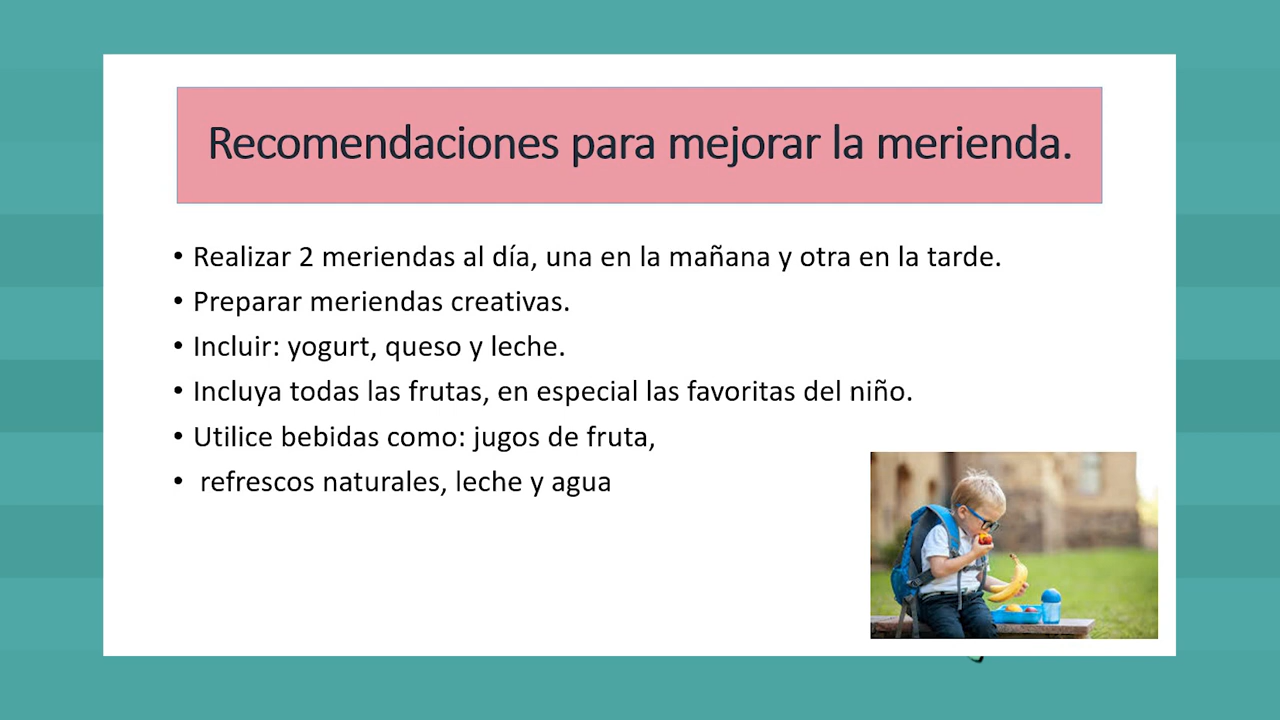 Recomendaciones para mejorar la merienda.
• Realizar 2 meriendas al día, una en la mañana y otra en la tarde.
• Preparar meriendas creativas.
• Incluir: yogurt, queso y leche.
• Incluya todas las frutas, en especial las favoritas del niño.
• Utilice bebidas como: jugos de fruta,
• refrescos naturales, leche y agua